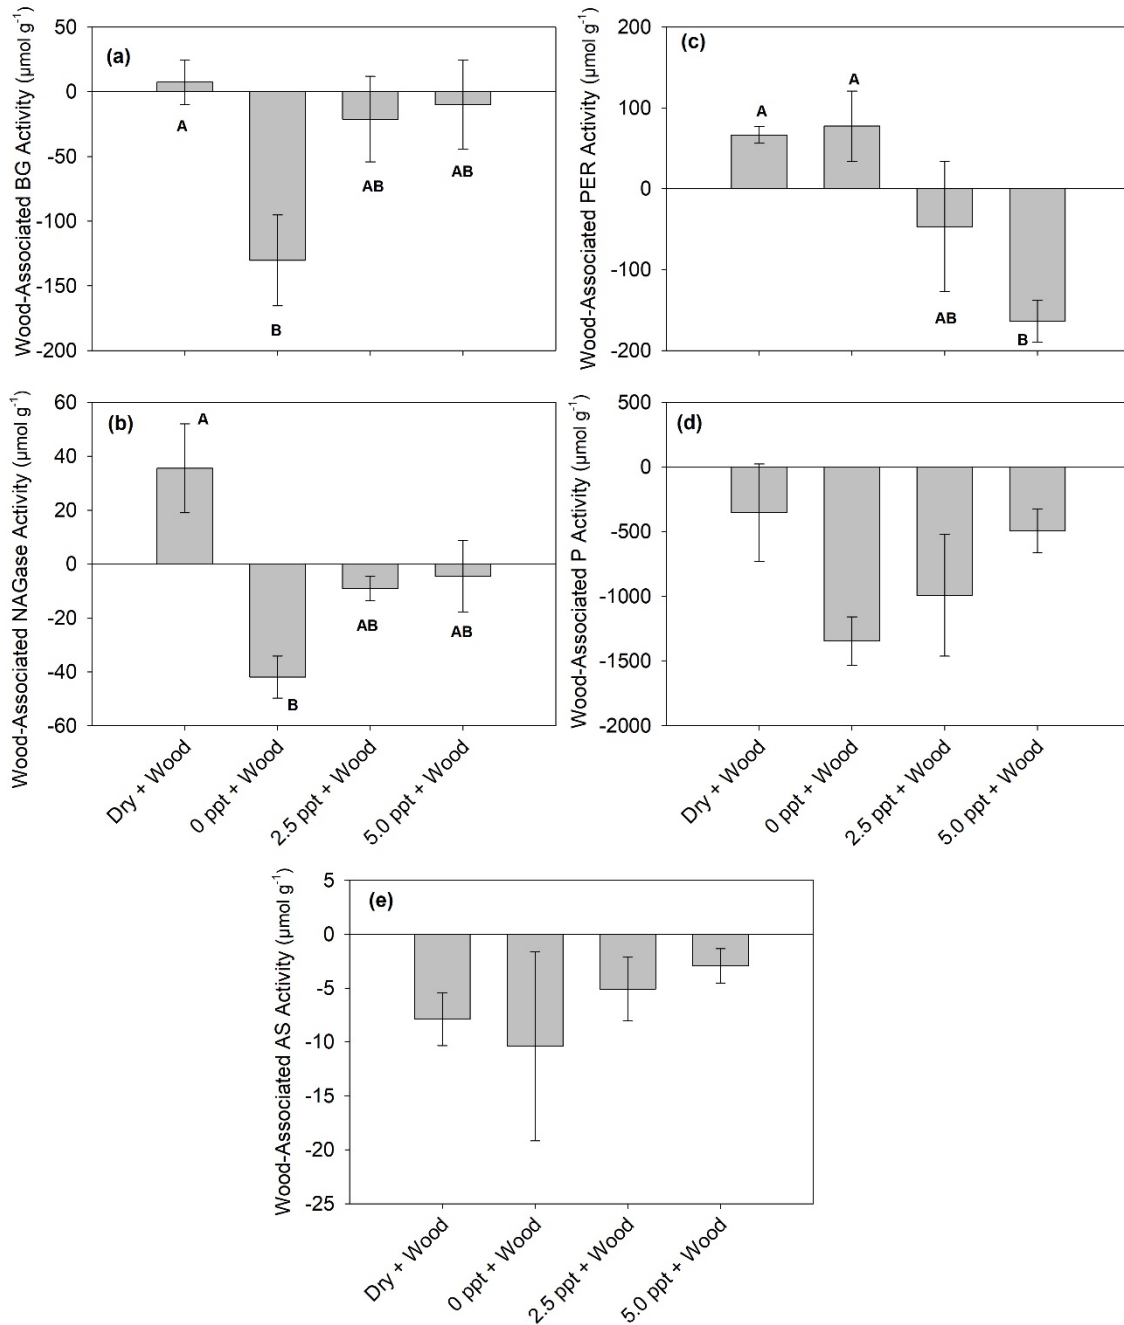 Wood-Associated BG Activity (µmol g⁻¹)
50
0
-50
-100
-150
-200
(a)
A
B
AB
AB
Wood-Associated PER Activity (µmol g⁻¹)
200
100
0
-100
-200
(c)
A
A
AB
B
Wood-Associated NAGase Activity (µmol g⁻¹)
60
40
20
0
-20
-40
-60
(b)
A
B
AB
AB
Dry + Wood
0 ppt + Wood
2.5 ppt + Wood
5.0 ppt + Wood
Wood-Associated P Activity (µmol g⁻¹)
500
0
-500
-1000
-1500
-2000
(d)
Dry + Wood
0 ppt + Wood
2.5 ppt + Wood
5.0 ppt + Wood
Wood-Associated AS Activity (µmol g⁻¹)
5
0
-5
-10
-15
-20
-25
(e)
Dry + Wood
0 ppt + Wood
2.5 ppt + Wood
5.0 ppt + Wood